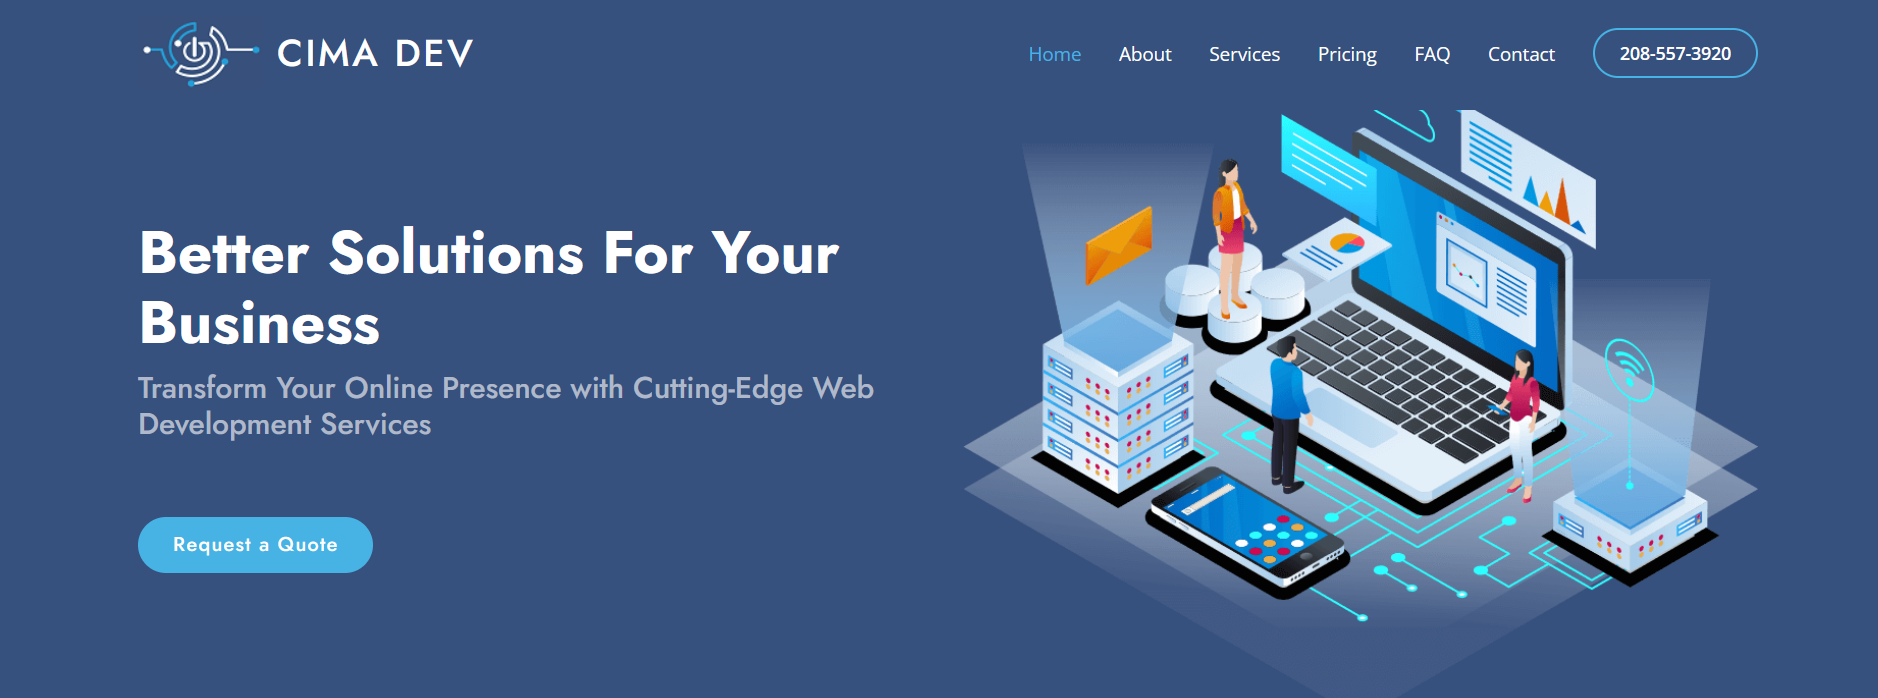 CIMA DEV
Home About Services Pricing FAQ Contact 208-557-3920
Better Solutions For Your
Business
Transform Your Online Presence with Cutting-Edge Web
Development Services
Request a Quote